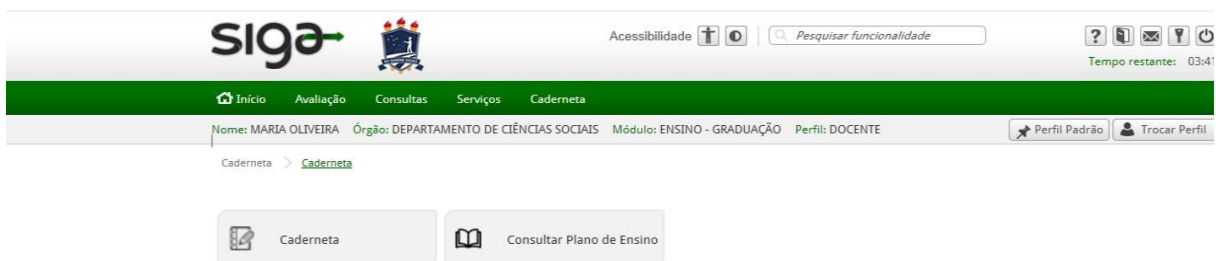 siga
Acessibilidade Pesquisar funcionalidade
Tempo restante: 03:41
Início Avaliação Consultas Serviços Caderneta
Nome: MARIA OLIVEIRA Órgão: DEPARTAMENTO DE CIÊNCIAS SOCIAIS Módulo: ENSINO - GRADUAÇÃO Perfil: DOCENTE Perfil Padrão Trocar Perfil
Caderneta > Caderneta
Caderneta Consultar Plano de Ensino